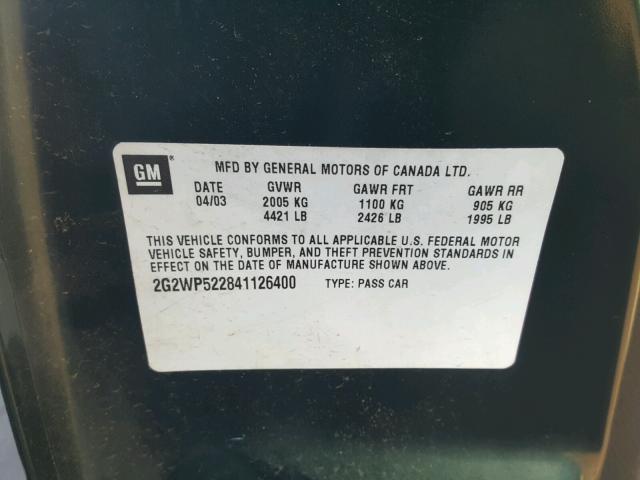 GM ®
MFD BY GENERAL MOTORS OF CANADA LTD.
DATE GVWR GAWR FRT GAWR RR
04/03 2005 KG 1100 KG 905 KG
4421 LB 2426 LB 1995 LB
THIS VEHICLE CONFORMS TO ALL APPLICABLE U.S. FEDERAL MOTOR
VEHICLE SAFETY, BUMPER, AND THEFT PREVENTION STANDARDS IN
EFFECT ON THE DATE OF MANUFACTURE SHOWN ABOVE.
2G2WP522841126400 TYPE: PASS CAR